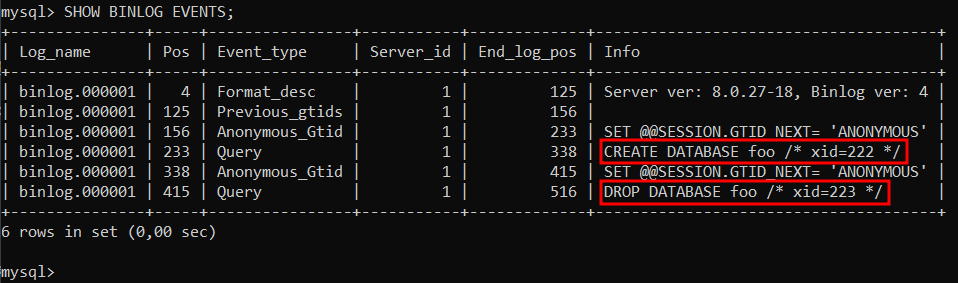 mysql> SHOW BINLOG EVENTS;
+---------------+-----+----------------+-----------+-------------+--------------------------------------+
| Log_name      | Pos | Event_type     | Server_id | End_log_pos | Info                                 |
+---------------+-----+----------------+-----------+-------------+--------------------------------------+
| binlog.000001 |   4 | Format_desc    |         1 |         125 | Server ver: 8.0.27-18, Binlog ver: 4 |
| binlog.000001 | 125 | Previous_gtids |         1 |         156 |                                      |
| binlog.000001 | 156 | Anonymous_Gtid |         1 |         233 | SET @@SESSION.GTID_NEXT= 'ANONYMOUS' |
| binlog.000001 | 233 | Query          |         1 |         338 | CREATE DATABASE foo /* xid=222 */    |
| binlog.000001 | 338 | Anonymous_Gtid |         1 |         415 | SET @@SESSION.GTID_NEXT= 'ANONYMOUS' |
| binlog.000001 | 415 | Query          |         1 |         516 | DROP DATABASE foo /* xid=223 */      |
+---------------+-----+----------------+-----------+-------------+--------------------------------------+
6 rows in set (0,00 sec)
mysql>